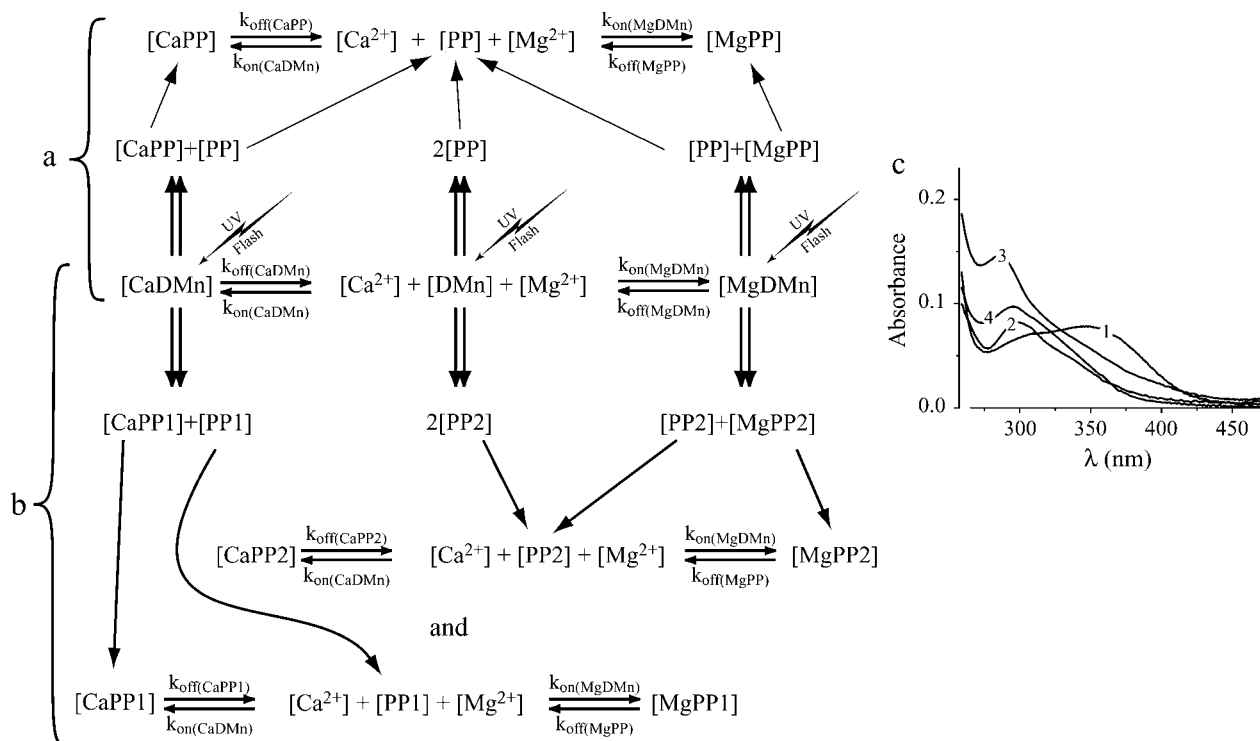 a
[CaPP] k_off(CaPP) k_on(CaDMn) [Ca²⁺] + [PP] + [Mg²⁺] k_on(MgDMn) k_off(MgPP) [MgPP]
[CaPP]+[PP] 2[PP] [PP]+[MgPP]
UV Flash UV Flash UV Flash
[CaDMn] k_off(CaDMn) k_on(CaDMn) [Ca²⁺] + [DMn] + [Mg²⁺] k_on(MgDMn) k_off(MgDMn) [MgDMn]
b
[CaPP1]+[PP1] 2[PP2] [PP2]+[MgPP2]
[CaPP2] k_off(CaPP2) k_on(CaDMn) [Ca²⁺] + [PP2] + [Mg²⁺] k_on(MgDMn) k_off(MgPP) [MgPP2]
and
[CaPP1] k_off(CaPP1) k_on(CaDMn) [Ca²⁺] + [PP1] + [Mg²⁺] k_on(MgDMn) k_off(MgPP) [MgPP1]
c
Absorbance
0.2
0.1
0.0
3
4
2
1
300 350 400 450
λ (nm)